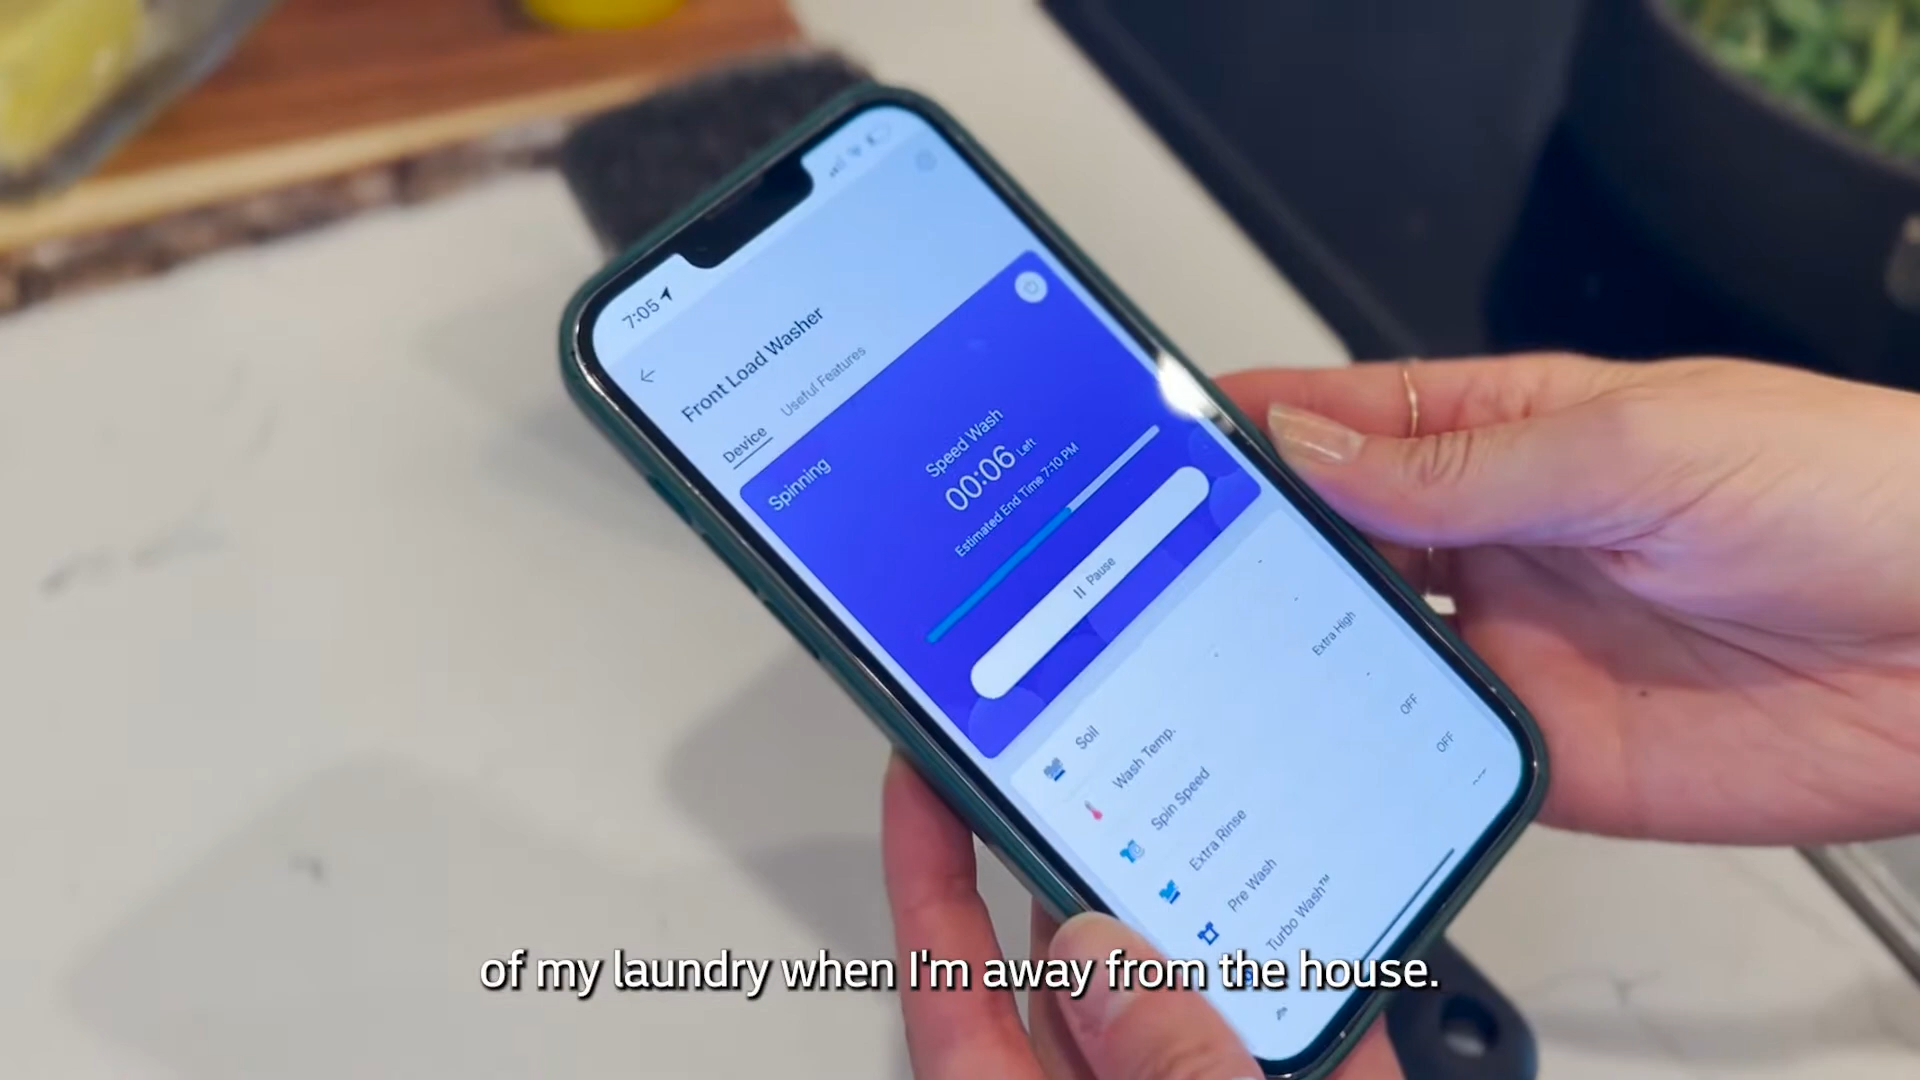 7:05
Front Load Washer
Device Useful Features
Spinning
Speed Wash
00:06 Left
Estimated End Time 7:10 PM
Pause
Soil
Wash Temp.
Spin Speed Extra High
Extra Rinse
Pre Wash OFF
Turbo Wash™ OFF
of my laundry when I'm away from the house.